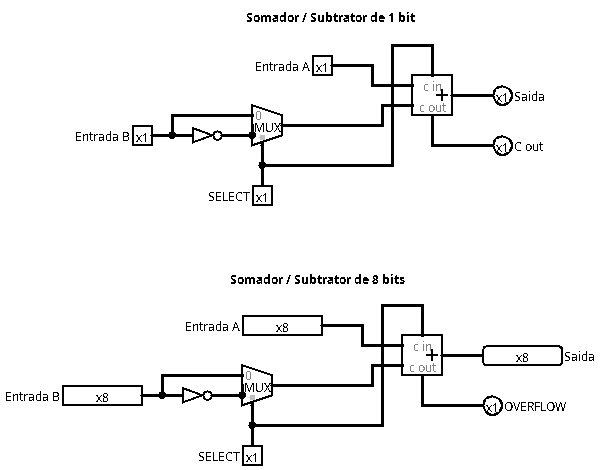 Somador / Subtrator de 1 bit
Entrada A x1
c in
x1 Saida
c out
0
MUX
Entrada B x1
x1 C out
SELECT x1
Somador / Subtrator de 8 bits
Entrada A x8
c in
x8 Saida
c out
0
MUX
Entrada B x8
x1 OVERFLOW
SELECT x1